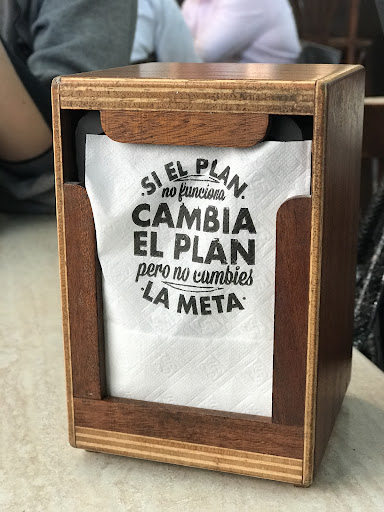 · SI EL PLAN ·
no funciona
CAMBIA
EL PLAN
pero no cambies
· LA META ·